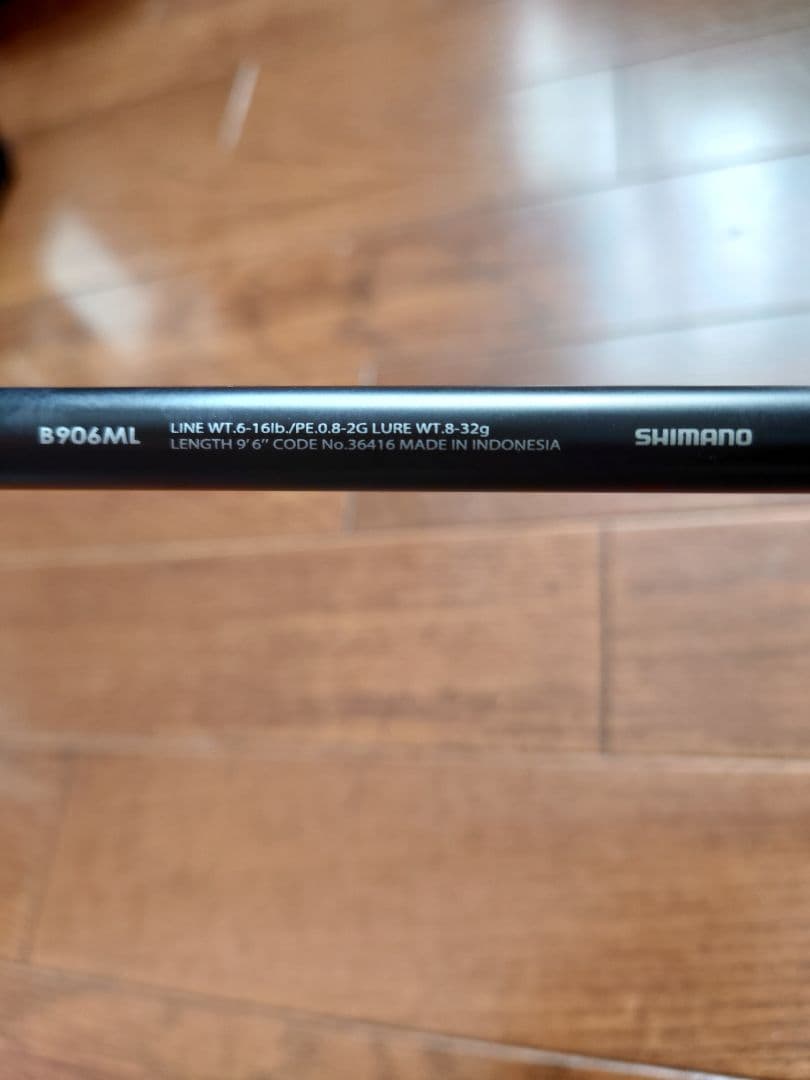 B906ML
LINE WT.6-16lb./PE.0.8-2G LURE WT.8-32g
LENGTH 9'6" CODE No.36416 MADE IN INDONESIA
SHIMANO